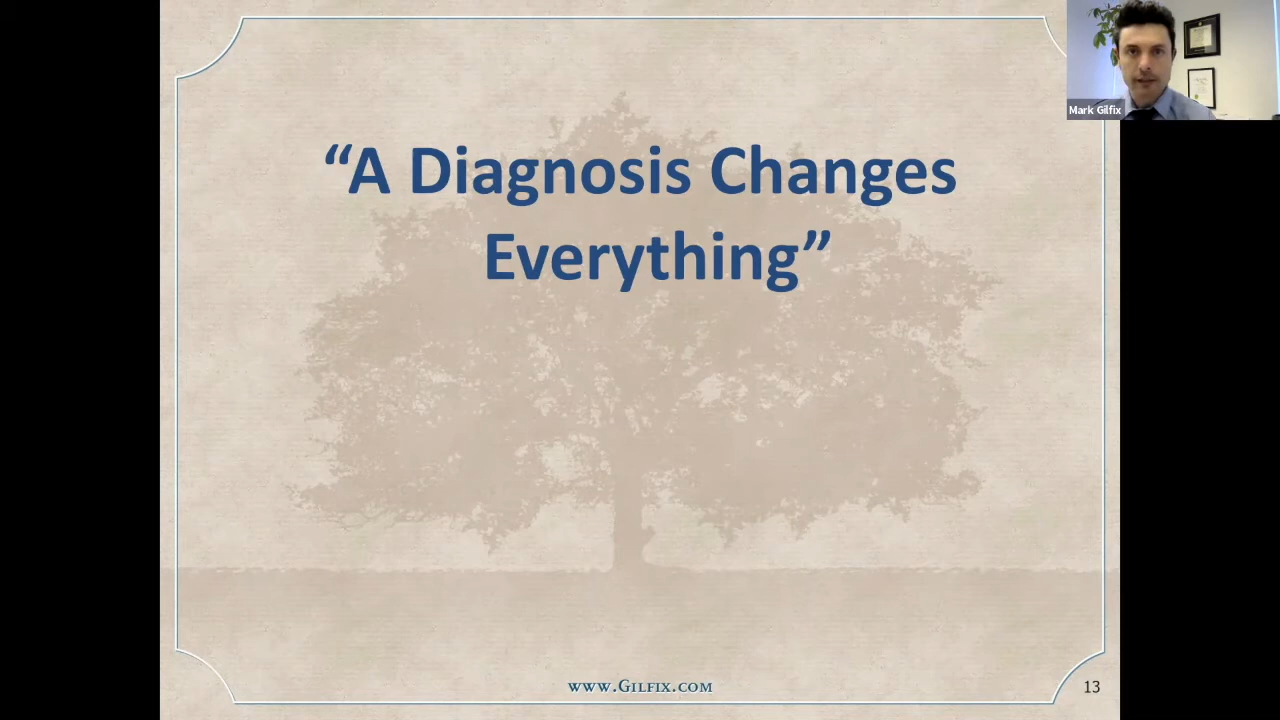 “A Diagnosis Changes
Everything”
Mark Gilfix
www.Gilfix.com
13